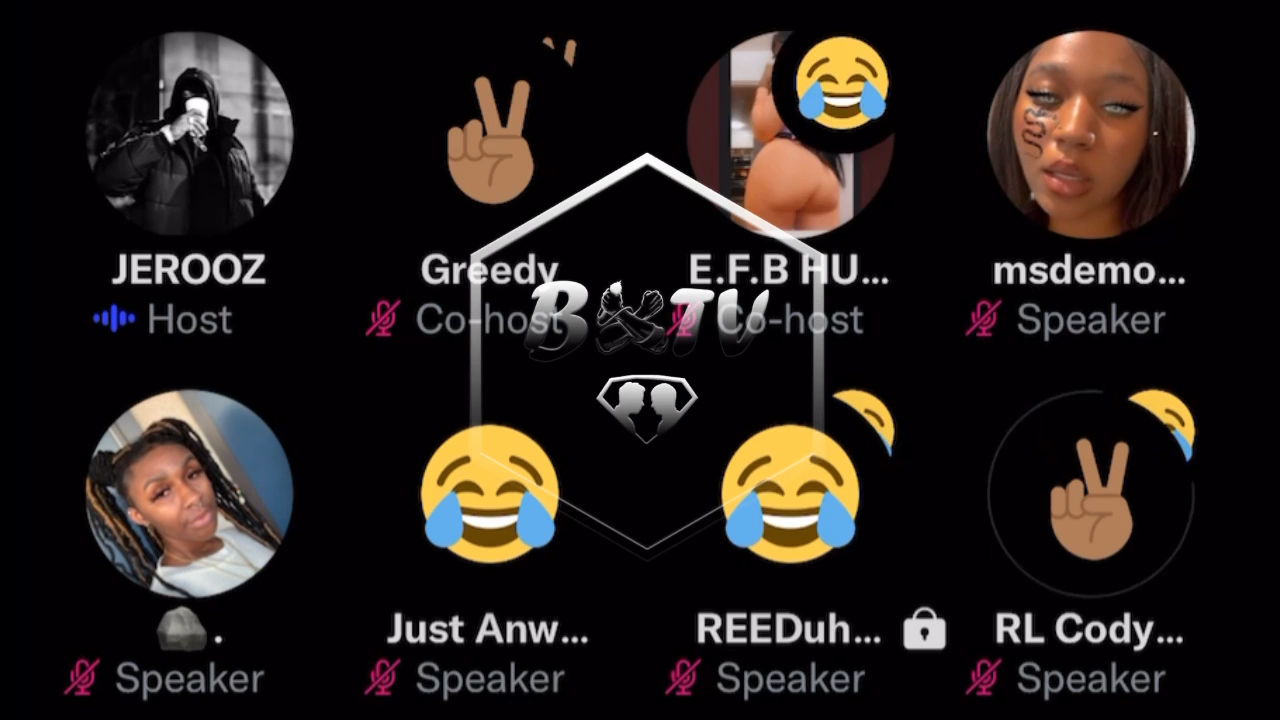 JEROOZ
Greedy
E.F.B HU...
msdemo...
Host
Co-host
Co-host
Speaker
B TV
.
Just Anw...
REEDuh...
RL Cody...
Speaker
Speaker
Speaker
Speaker